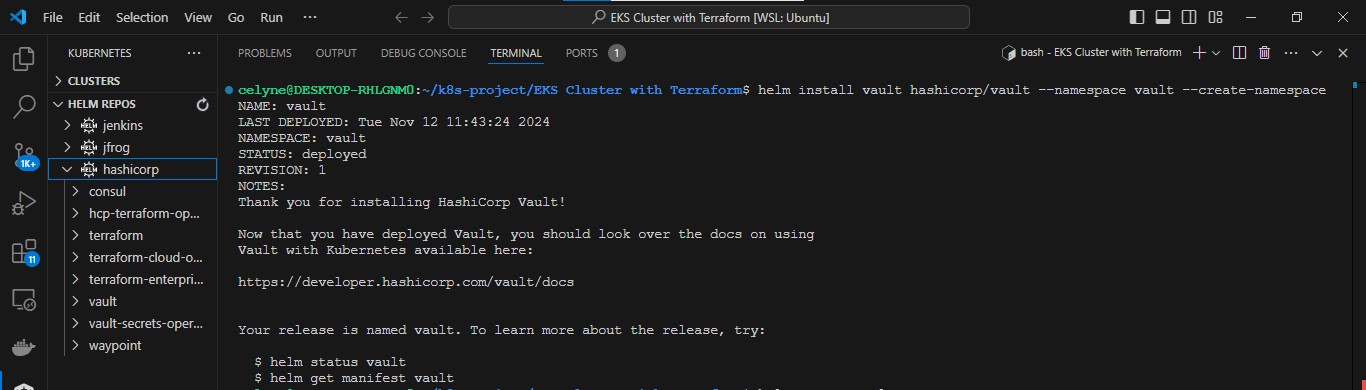 File Edit Selection View Go Run ···
EKS Cluster with Terraform [WSL: Ubuntu]
KUBERNETES
CLUSTERS
HELM REPOS
HELM jenkins
HELM jfrog
HELM hashicorp
consul
hcp-terraform-op...
terraform
terraform-cloud-o...
terraform-enterpri...
vault
vault-secrets-oper...
waypoint
1K+
11
PROBLEMS OUTPUT DEBUG CONSOLE TERMINAL PORTS 1
bash - EKS Cluster with Terraform
celyne@DESKTOP-RHLGNM0:~/k8s-project/EKS Cluster with Terraform$ helm install vault hashicorp/vault --namespace vault --create-namespace
NAME: vault
LAST DEPLOYED: Tue Nov 12 11:43:24 2024
NAMESPACE: vault
STATUS: deployed
REVISION: 1
NOTES:
Thank you for installing HashiCorp Vault!
Now that you have deployed Vault, you should look over the docs on using
Vault with Kubernetes available here:
https://developer.hashicorp.com/vault/docs
Your release is named vault. To learn more about the release, try:
$ helm status vault
$ helm get manifest vault